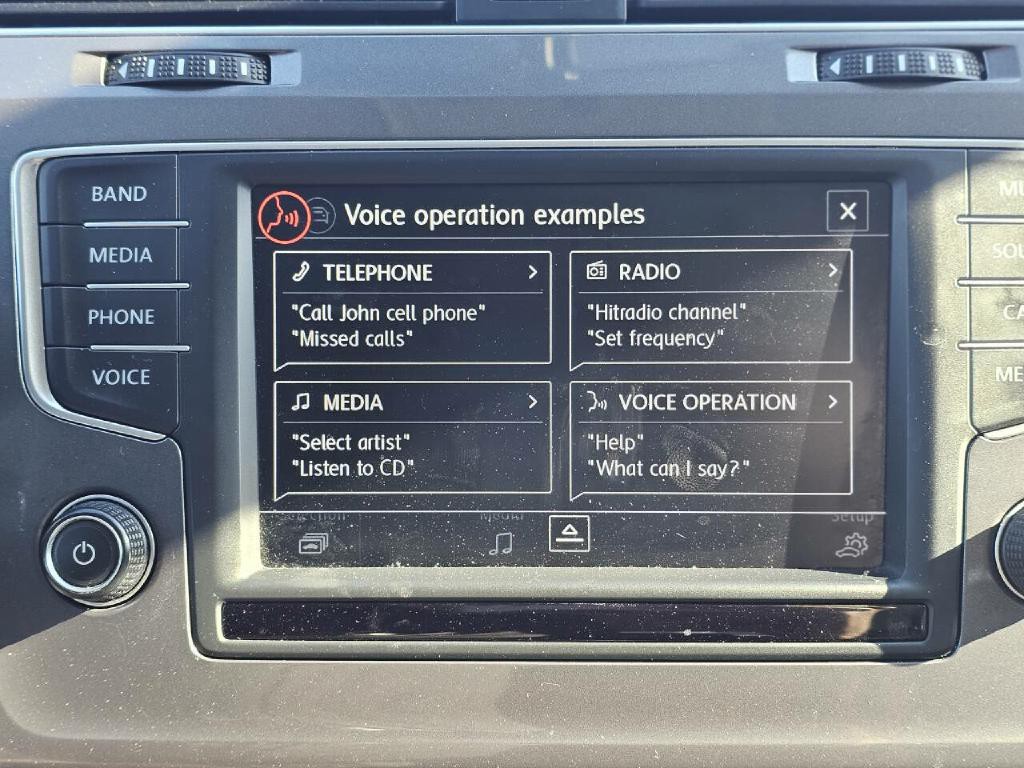 BAND
MEDIA
PHONE
VOICE
Voice operation examples
TELEPHONE
"Call John cell phone"
"Missed calls"
RADIO
"Hitradio channel"
"Set frequency"
MEDIA
"Select artist"
"Listen to CD"
VOICE OPERATION
"Help"
"What can I say?"
Setup